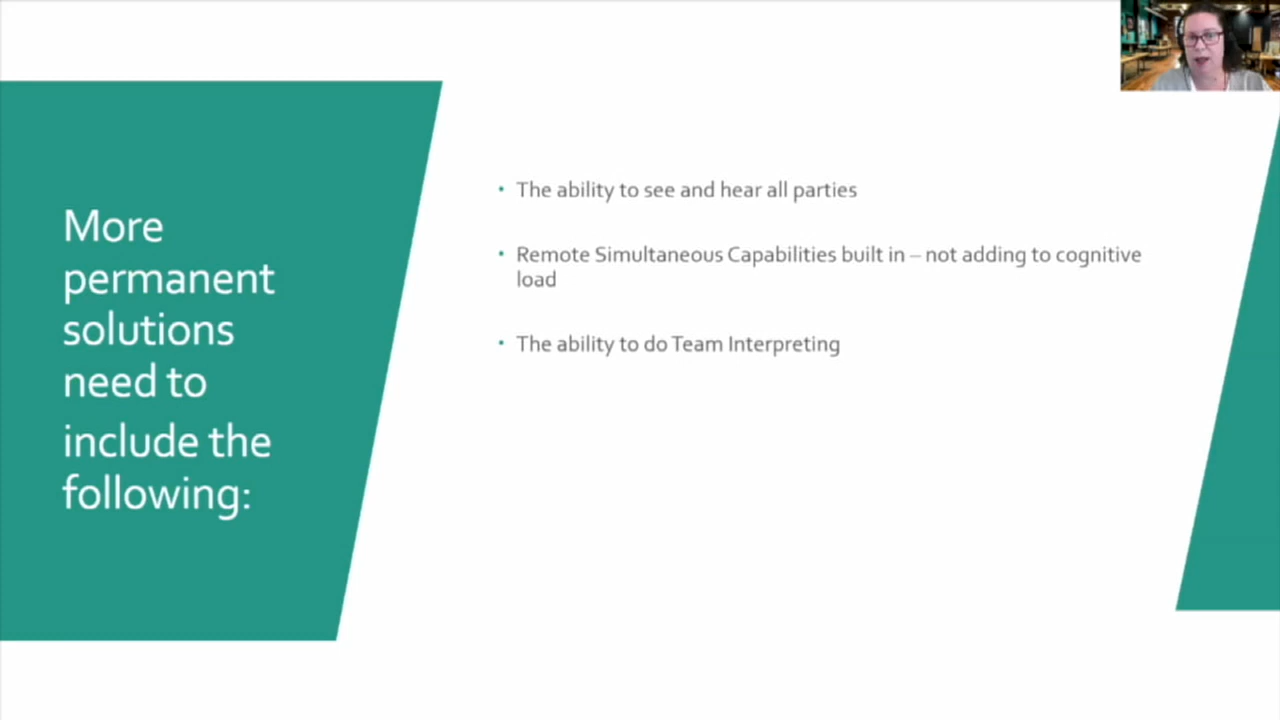 More
permanent
solutions
need to
include the
following:
• The ability to see and hear all parties
• Remote Simultaneous Capabilities built in – not adding to cognitive
load
• The ability to do Team Interpreting